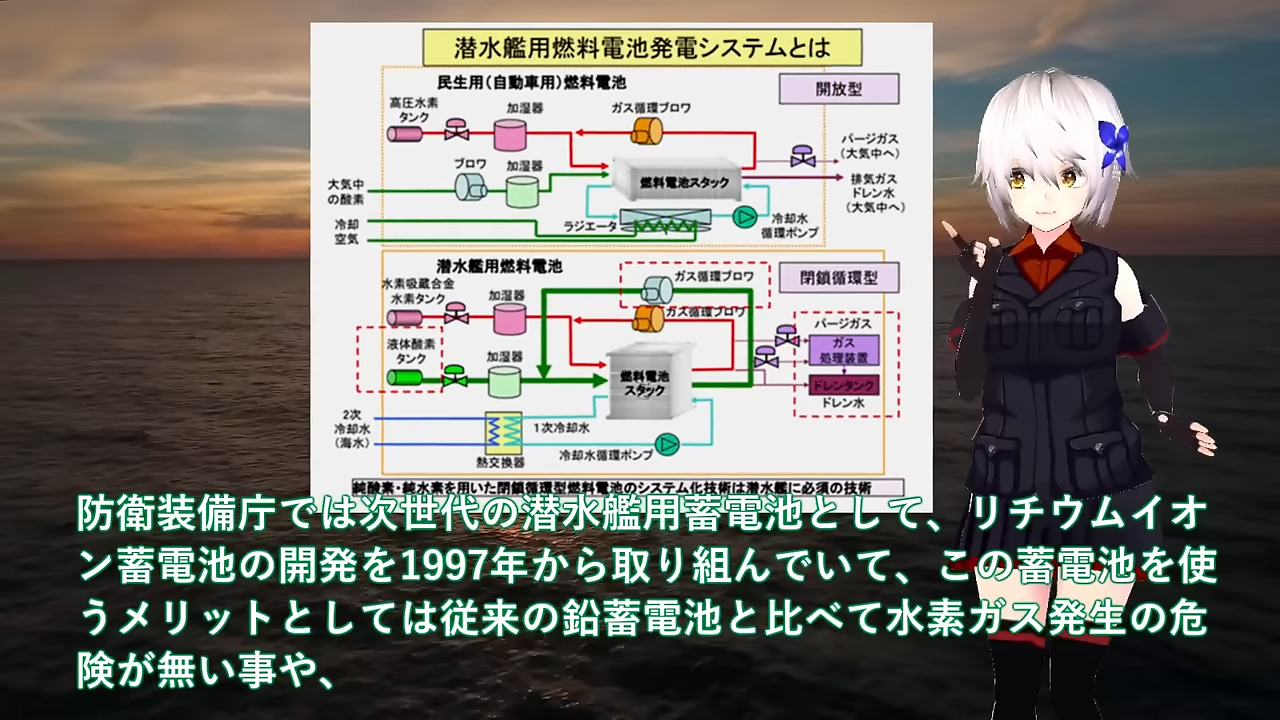 潜水艦用燃料電池発電システムとは
民生用(自動車用)燃料電池
開放型
高圧水素
タンク
加湿器
ガス循環ブロワ
パージガス
(大気中へ)
ブロワ
加湿器
燃料電池スタック
排気ガス
ドレン水
(大気中へ)
大気中
の酸素
冷却
空気
ラジエータ
冷却水
循環ポンプ
潜水艦用燃料電池
閉鎖循環型
水素吸蔵合金
水素タンク
加湿器
ガス循環ブロワ
ガス循環ブロワ
パージガス
ガス
処理装置
液体酸素
タンク
加湿器
燃料電池
スタック
ドレンタンク
ドレン水
2次
冷却水
(海水)
1次冷却水
冷却水循環ポンプ
熱交換器
純酸素・純水素を用いた閉鎖循環型燃料電池のシステム化技術は潜水艦に必須の技術
防衛装備庁では次世代の潜水艦用蓄電池として、リチウムイオ
ン蓄電池の開発を1997年から取り組んでいて、この蓄電池を使
うメリットとしては従来の鉛蓄電池と比べて水素ガス発生の危
険が無い事や、